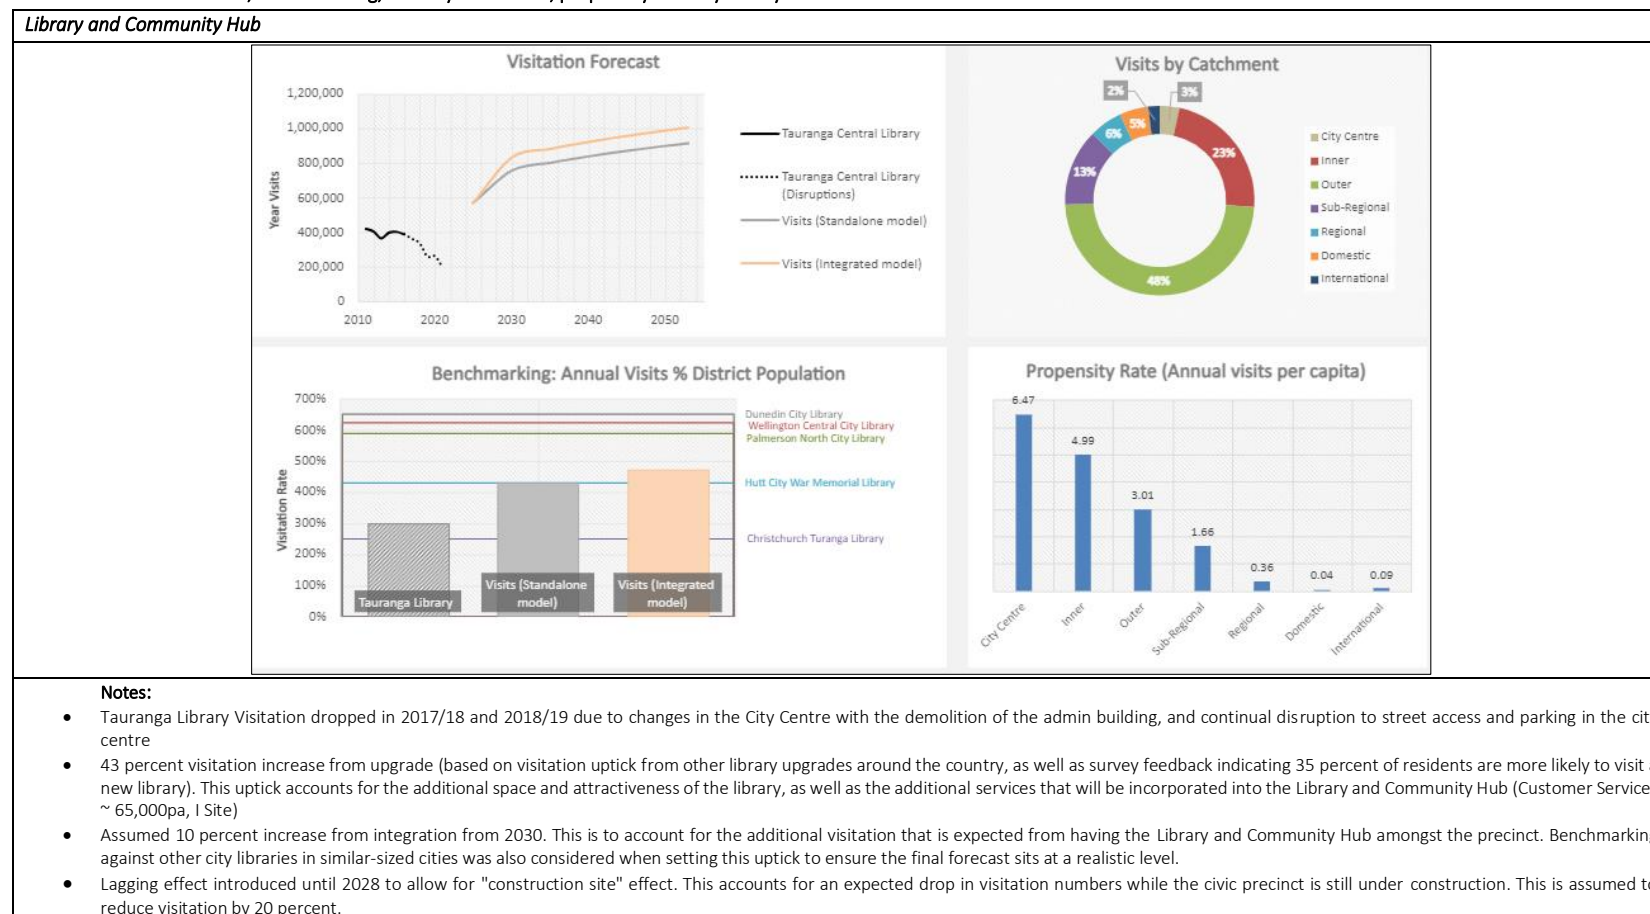 Library and Community Hub
Visitation Forecast
1,200,000
1,000,000
800,000
600,000
400,000
200,000
0
Year Visits
2010
2020
2030
2040
2050
Tauranga Central Library
Tauranga Central Library
(Disruptions)
Visits (Standalone model)
Visits (Integrated model)
Visits by Catchment
2%
3%
5%
6%
23%
13%
48%
City Centre
Inner
Outer
Sub-Regional
Regional
Domestic
International
Benchmarking: Annual Visits % District Population
700%
600%
500%
400%
300%
200%
100%
0%
Visitation Rate
Dunedin City Library
Wellington Central City Library
Palmerson North City Library
Hutt City War Memorial Library
Christchurch Turanga Library
Tauranga Library
Visits (Standalone
model)
Visits (Integrated
model)
Propensity Rate (Annual visits per capita)
6.47
4.99
3.01
1.66
0.36
0.04
0.09
City Centre
Inner
Outer
Sub-Regional
Regional
Domestic
International
Notes:
• Tauranga Library Visitation dropped in 2017/18 and 2018/19 due to changes in the City Centre with the demolition of the admin building, and continual disruption to street access and parking in the cit
centre
• 43 percent visitation increase from upgrade (based on visitation uptick from other library upgrades around the country, as well as survey feedback indicating 35 percent of residents are more likely to visit
new library). This uptick accounts for the additional space and attractiveness of the library, as well as the additional services that will be incorporated into the Library and Community Hub (Customer Service
~ 65,000pa, I Site)
• Assumed 10 percent increase from integration from 2030. This is to account for the additional visitation that is expected from having the Library and Community Hub amongst the precinct. Benchmarking
against other city libraries in similar-sized cities was also considered when setting this uptick to ensure the final forecast sits at a realistic level.
• Lagging effect introduced until 2028 to allow for "construction site" effect. This accounts for an expected drop in visitation numbers while the civic precinct is still under construction. This is assumed to
reduce visitation by 20 percent.